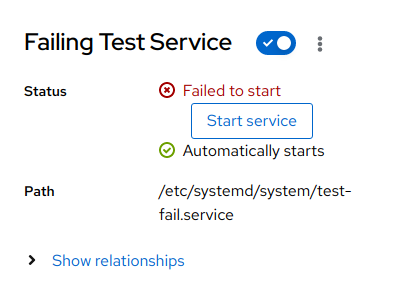 Failing Test Service
Status
Failed to start
Start service
Automatically starts
Path
/etc/systemd/system/test-
fail.service
Show relationships